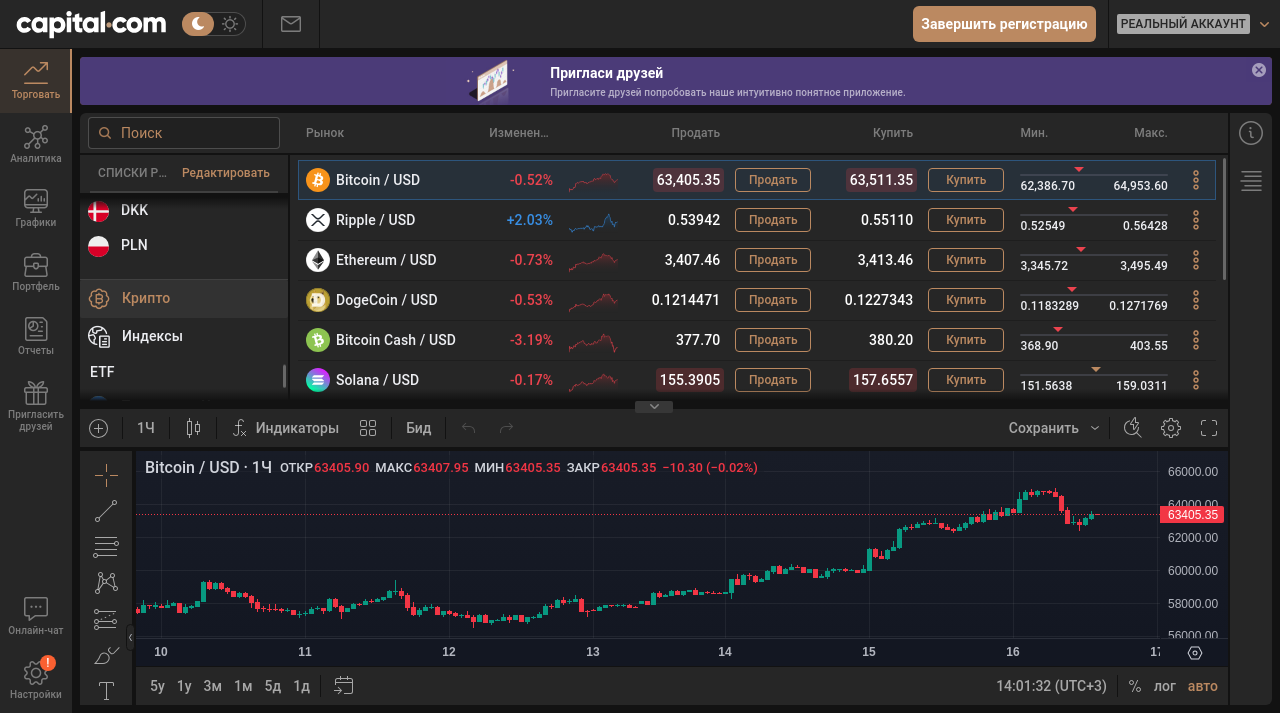 capital.com
Завершить регистрацию
РЕАЛЬНЫЙ АККАУНТ
Торговать
Аналитика
Графики
Портфель
Отчеты
Пригласить
друзей
Онлайн-чат
!
Настройки
Пригласи друзей
Пригласите друзей попробовать наше интуитивно понятное приложение.
Поиск
СПИСКИ Р... Редактировать
DKK
PLN
Крипто
Индексы
ETF
Рынок Изменен... Продать Купить Мин. Макс.
Bitcoin / USD -0.52% 63,405.35 Продать 63,511.35 Купить 62,386.70 64,953.60
Ripple / USD +2.03% 0.53942 Продать 0.55110 Купить 0.52549 0.56428
Ethereum / USD -0.73% 3,407.46 Продать 3,413.46 Купить 3,345.72 3,495.49
DogeCoin / USD -0.53% 0.1214471 Продать 0.1227343 Купить 0.1183289 0.1271769
Bitcoin Cash / USD -3.19% 377.70 Продать 380.20 Купить 368.90 403.55
Solana / USD -0.17% 155.3905 Продать 157.6557 Купить 151.5638 159.0311
1Ч Индикаторы Бид Сохранить
Bitcoin / USD · 1Ч ОТКР63405.90 МАКС63407.95 МИН63405.35 ЗАКР63405.35 −10.30 (−0.02%)
66000.00
64000.00
63405.35
62000.00
60000.00
58000.00
56000.00
10 11 12 13 14 15 16 17
5y 1y 3м 1м 5д 1д 14:01:32 (UTC+3) % лог авто